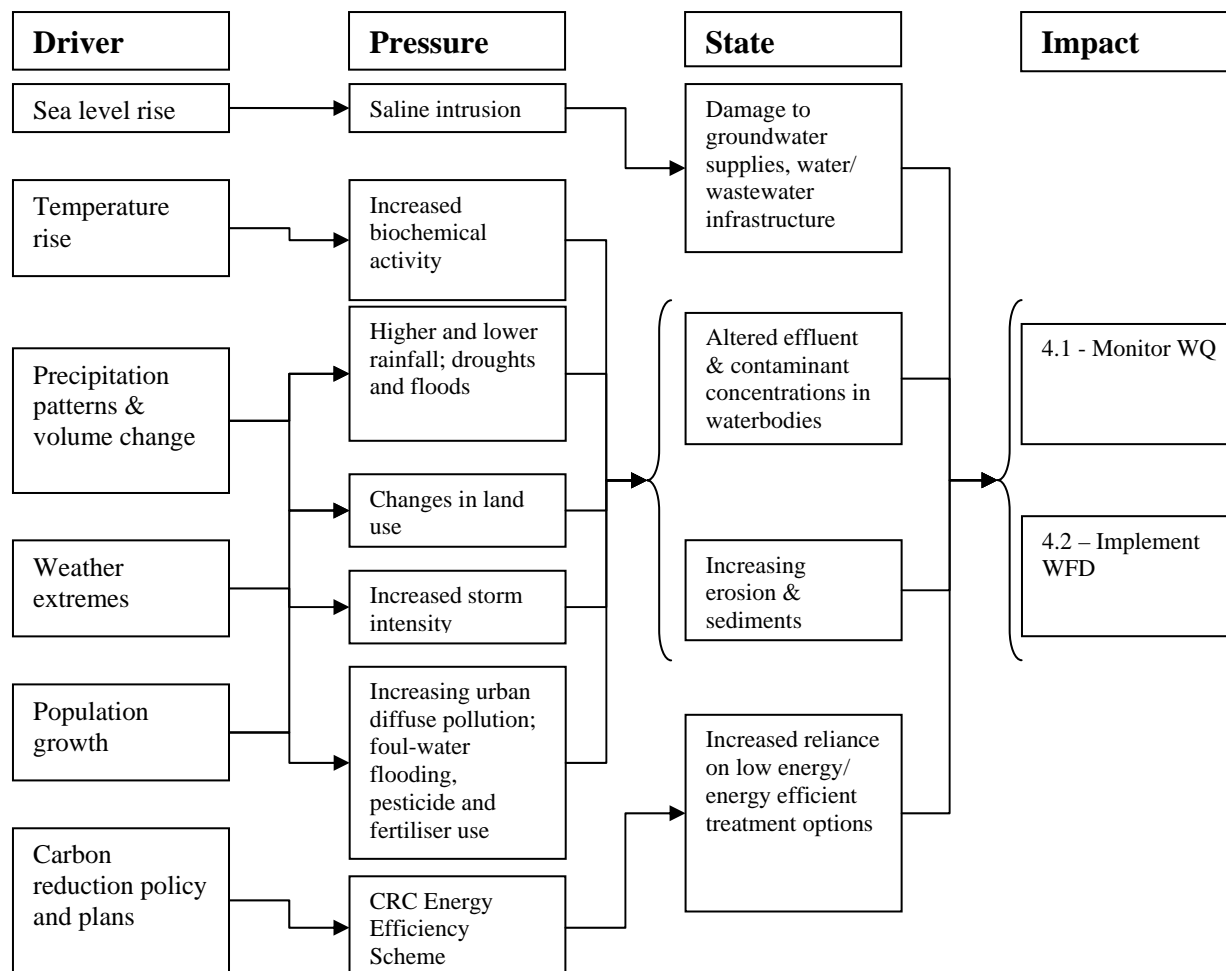 Driver
Pressure
State
Impact
Sea level rise
Saline intrusion
Damage to
groundwater
supplies, water/
wastewater
infrastructure
Temperature
rise
Increased
biochemical
activity
Precipitation
patterns &
volume change
Higher and lower
rainfall; droughts
and floods
Altered effluent
& contaminant
concentrations in
waterbodies
4.1 - Monitor WQ
Changes in land
use
Weather
extremes
Increased storm
intensity
Increasing
erosion &
sediments
4.2 – Implement
WFD
Population
growth
Increasing urban
diffuse pollution;
foul-water
flooding,
pesticide and
fertiliser use
Increased reliance
on low energy/
energy efficient
treatment options
Carbon
reduction policy
and plans
CRC Energy
Efficiency
Scheme